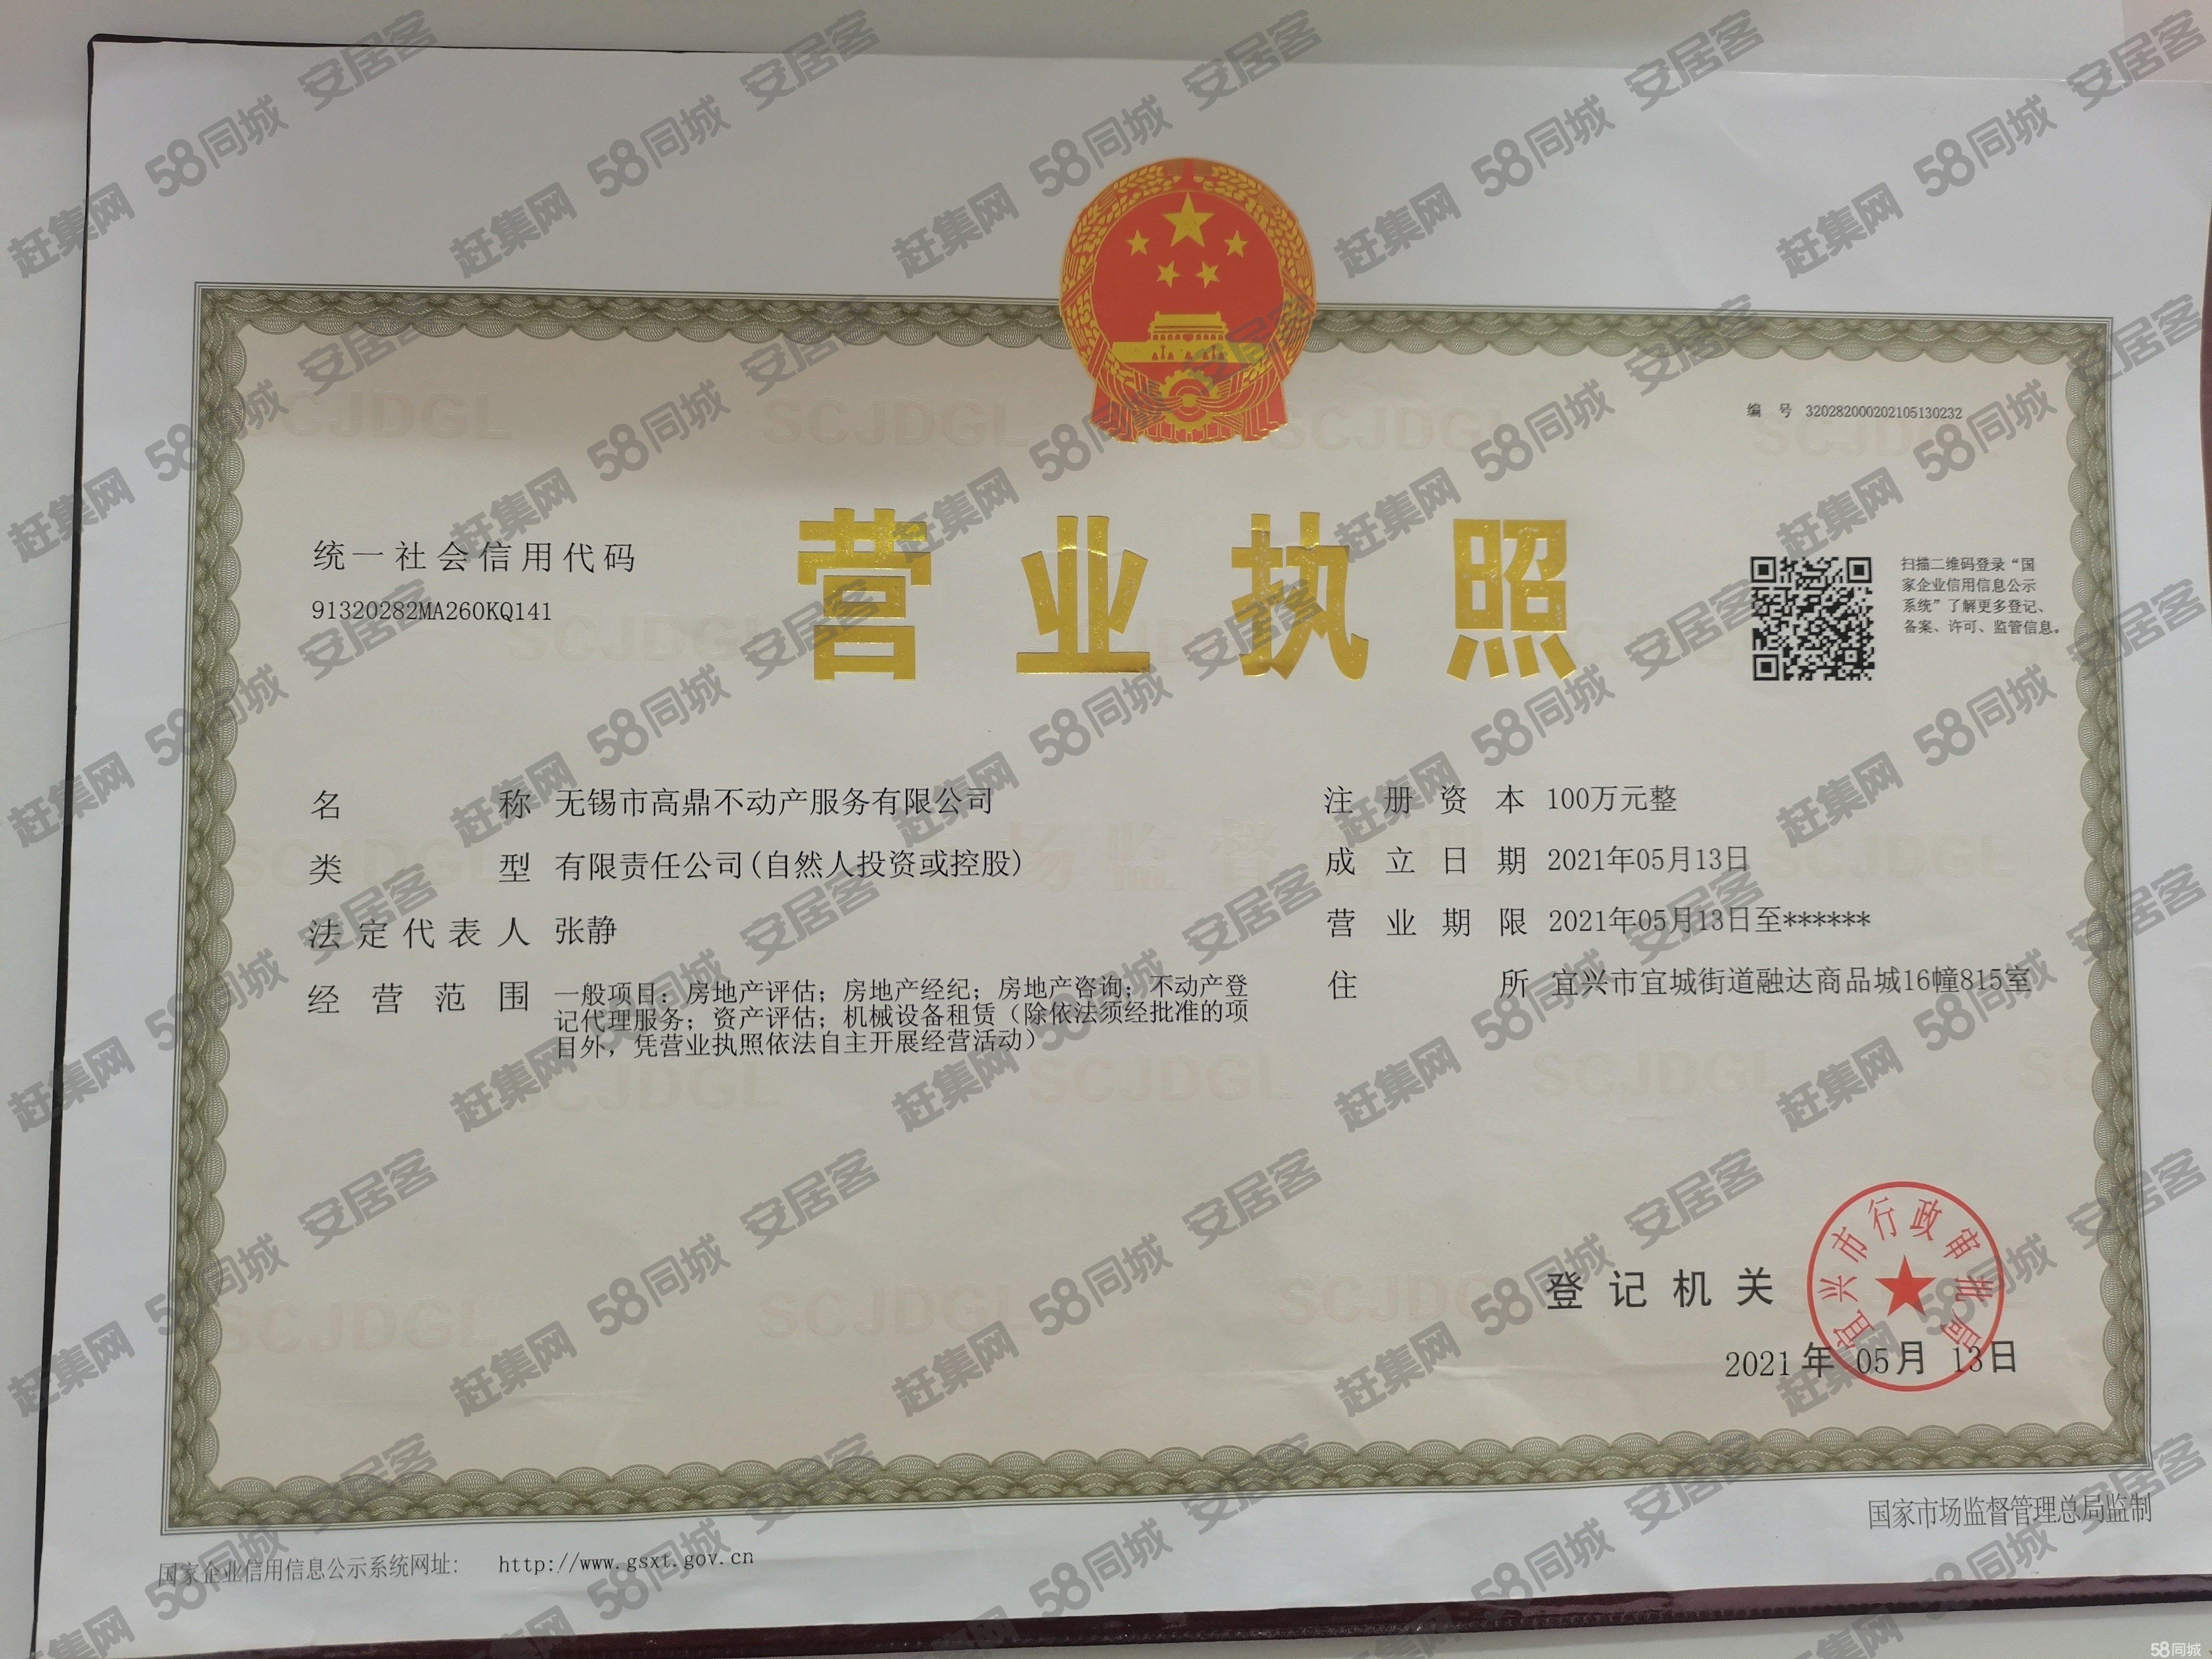 编 号 320282000202105130232
营业执照
统一社会信用代码
91320282MA260KQ141
扫描二维码登录“国
家企业信用信息公示
系统”了解更多登记、
备案、许可、监管信息。
名 称 无锡市高鼎不动产服务有限公司
类 型 有限责任公司(自然人投资或控股)
法定代表人 张静
经营范围 一般项目：房地产评估；房地产经纪；房地产咨询；不动产登
记代理服务；资产评估；机械设备租赁（除依法须经批准的项
目外，凭营业执照依法自主开展经营活动）
注册资本 100万元整
成立日期 2021年05月13日
营业期限 2021年05月13日至******
住 所 宜兴市宜城街道融达商品城16幢815室
登记机关
宜兴市行政审批局
2021年05月13日
国家企业信用信息公示系统网址： http://www.gsxt.gov.cn
国家市场监督管理总局监制
赶集网 58同城 安居客
SCJDGL
58同城